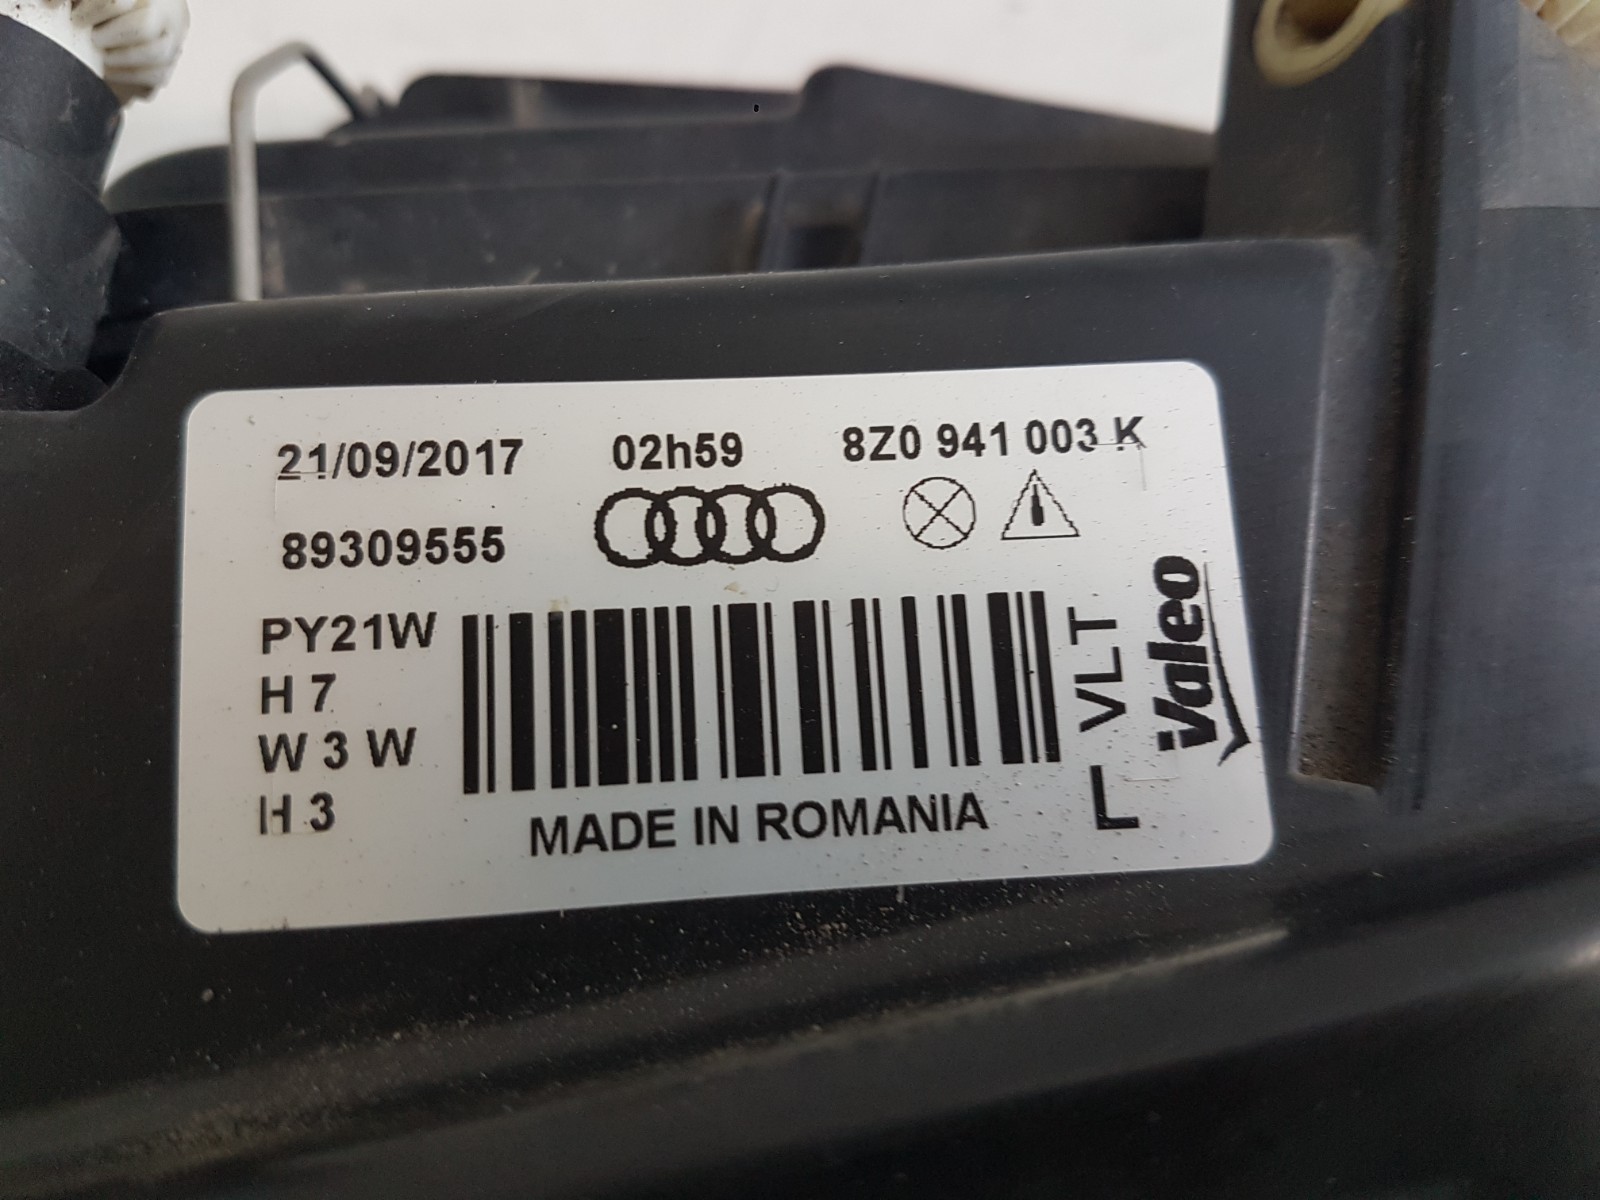 21/09/2017 02h59 8Z0 941 003 K
89309555
PY21W
H 7
W 3 W
H 3
MADE IN ROMANIA
L VLT
Valeo